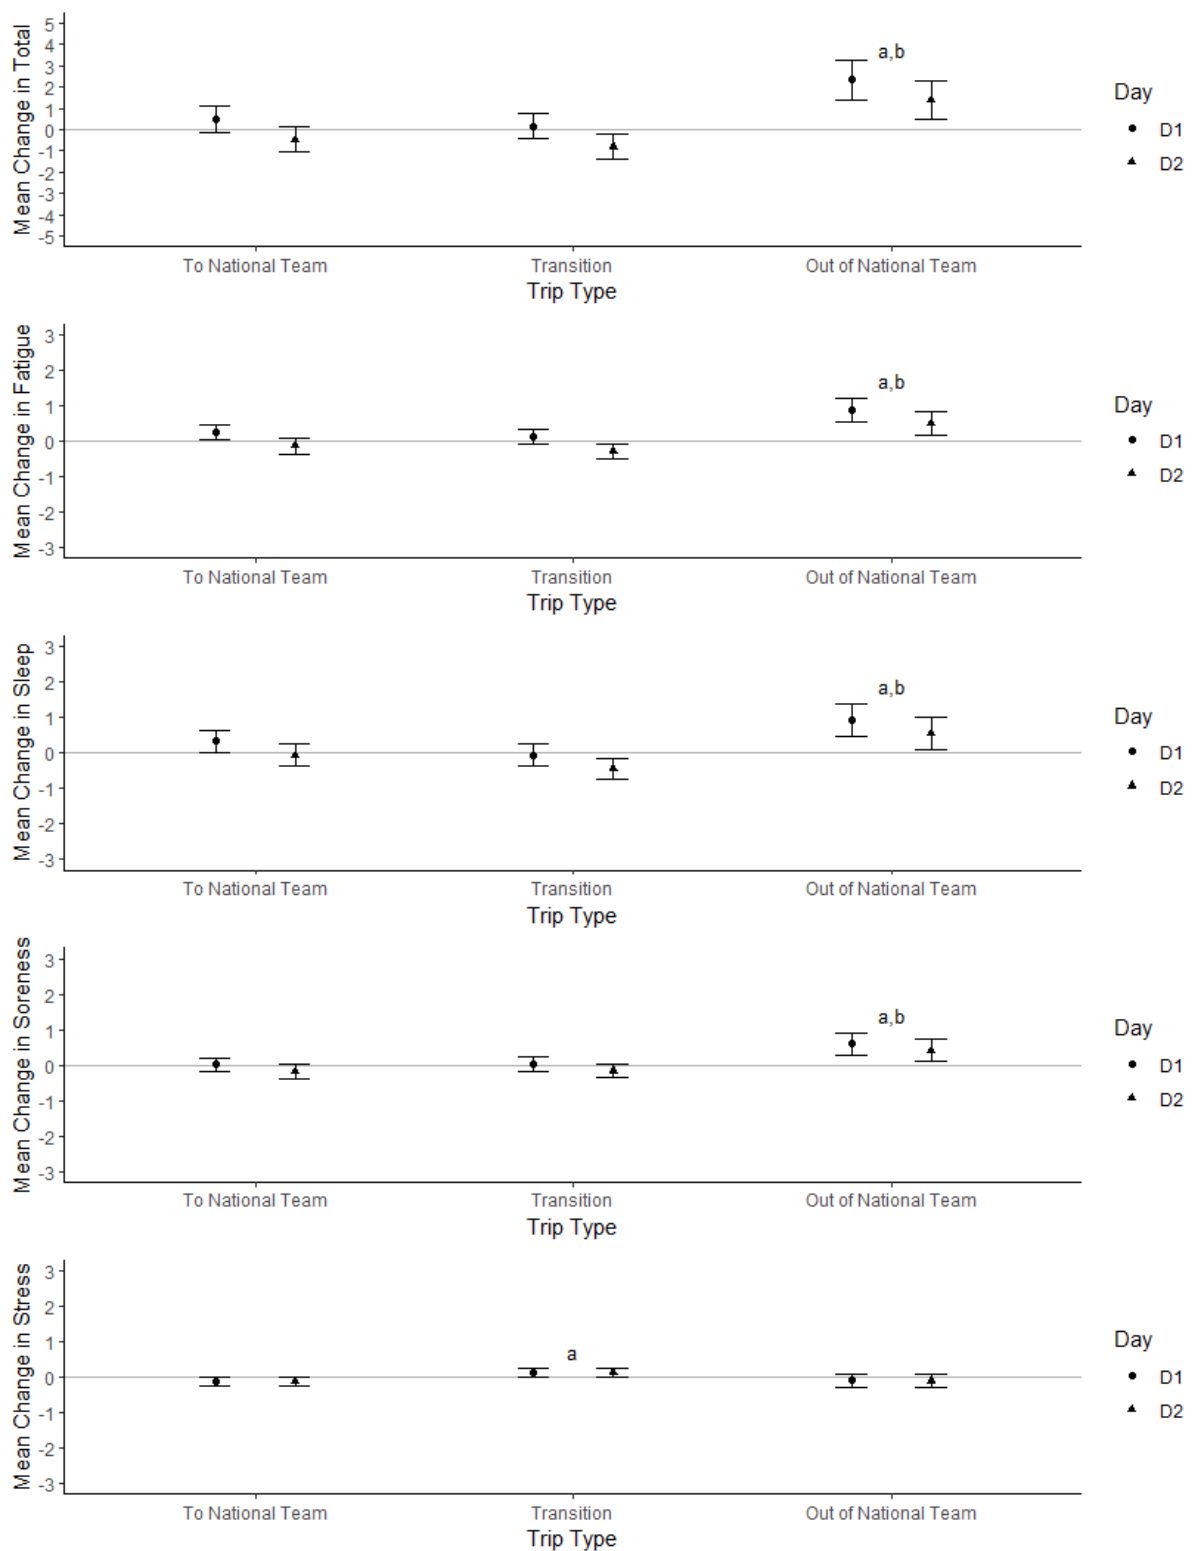 Mean Change in Total
5
4
3
2
1
0
-1
-2
-3
-4
-5
a,b
To National Team
Transition
Out of National Team
Trip Type
Day
D1
D2
Mean Change in Fatigue
3
2
1
0
-1
-2
-3
a,b
To National Team
Transition
Out of National Team
Trip Type
Day
D1
D2
Mean Change in Sleep
3
2
1
0
-1
-2
-3
a,b
To National Team
Transition
Out of National Team
Trip Type
Day
D1
D2
Mean Change in Soreness
3
2
1
0
-1
-2
-3
a,b
To National Team
Transition
Out of National Team
Trip Type
Day
D1
D2
Mean Change in Stress
3
2
1
0
-1
-2
-3
a
To National Team
Transition
Out of National Team
Trip Type
Day
D1
D2